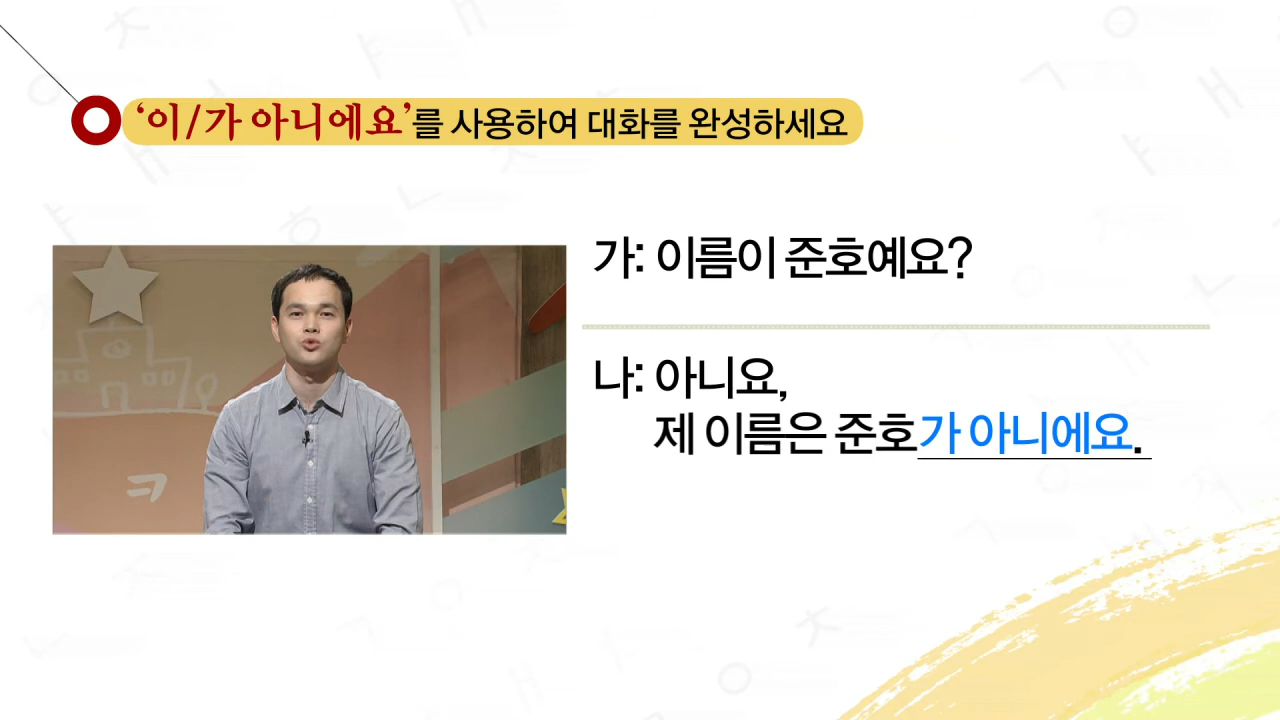 ‘이/가 아니에요’를 사용하여 대화를 완성하세요
가: 이름이 준호예요?
나: 아니요,
제 이름은 준호가 아니에요.
ㅋ